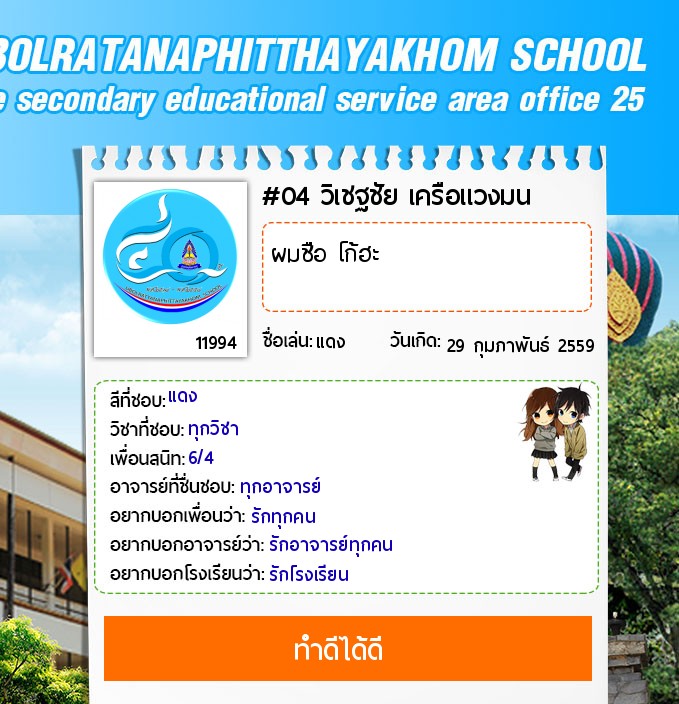 BOLRATANAPHITTHAYAKHOM SCHOOL
e secondary educational service area office 25
#04 วิเชฐชัย เครือแวงมน
ผมชือ โก้ฮะ
11994
ชื่อเล่น: แดง
วันเกิด: 29 กุมภาพันธ์ 2559
สีที่ชอบ: แดง
วิชาที่ชอบ: ทุกวิชา
เพื่อนสนิท: 6/4
อาจารย์ที่ชื่นชอบ: ทุกอาจารย์
อยากบอกเพื่อนว่า: รักทุกคน
อยากบอกอาจารย์ว่า: รักอาจารย์ทุกคน
อยากบอกโรงเรียนว่า: รักโรงเรียน
ทำดีได้ดี